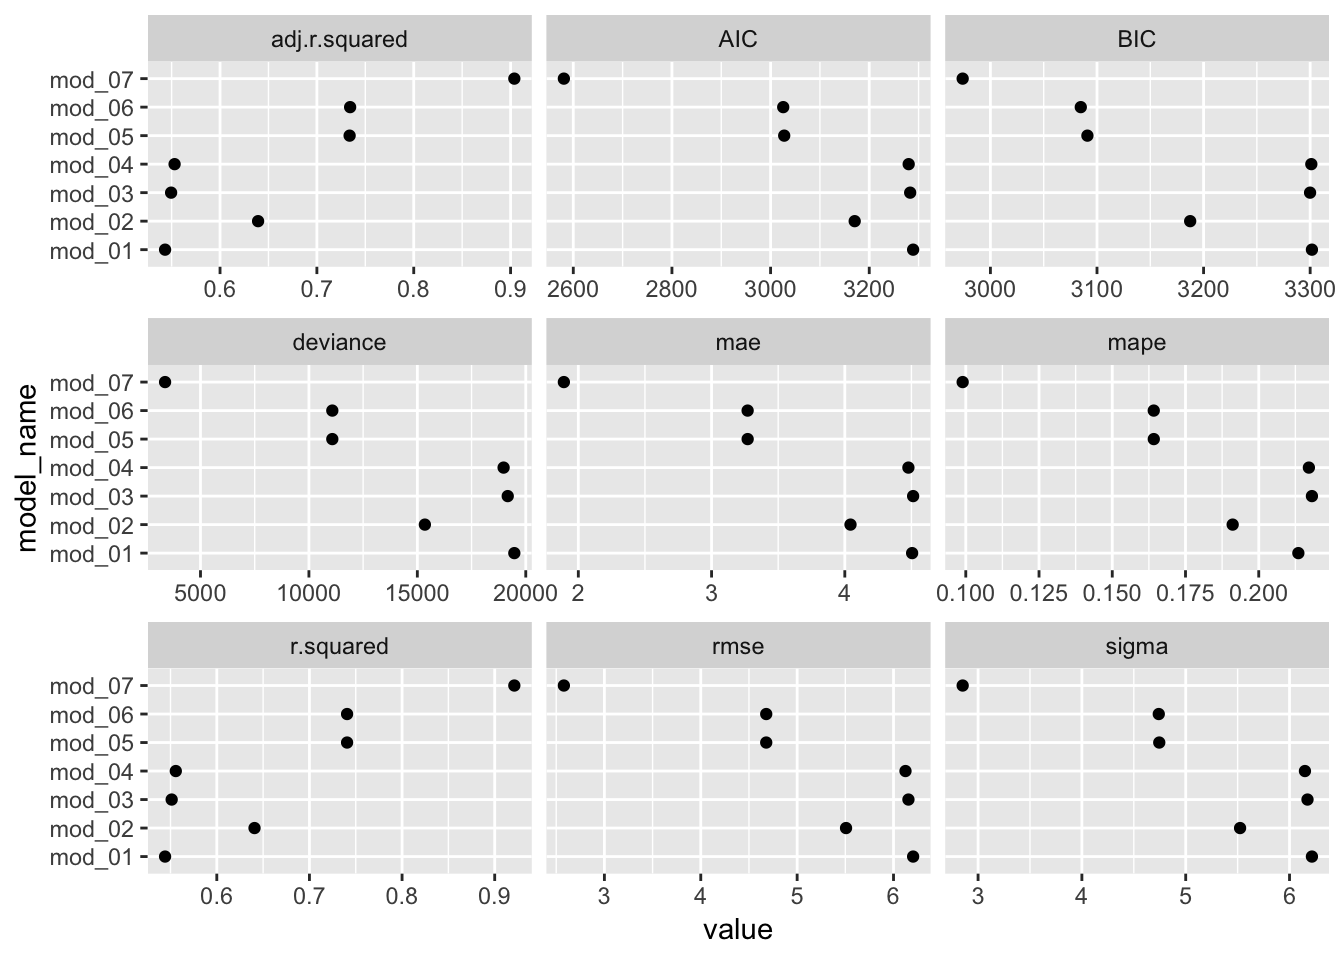 adj.r.squared AIC BIC
mod_07
mod_06
mod_05
mod_04
mod_03
mod_02
mod_01
0.6 0.7 0.8 0.9 2600 2800 3000 3200 3000 3100 3200 3300
deviance mae mape
mod_07
mod_06
mod_05
mod_04
mod_03
mod_02
mod_01
5000 10000 15000 20000 2 3 4 0.100 0.125 0.150 0.175 0.200
r.squared rmse sigma
mod_07
mod_06
mod_05
mod_04
mod_03
mod_02
mod_01
0.6 0.7 0.8 0.9 3 4 5 6 3 4 5 6
value
model_name